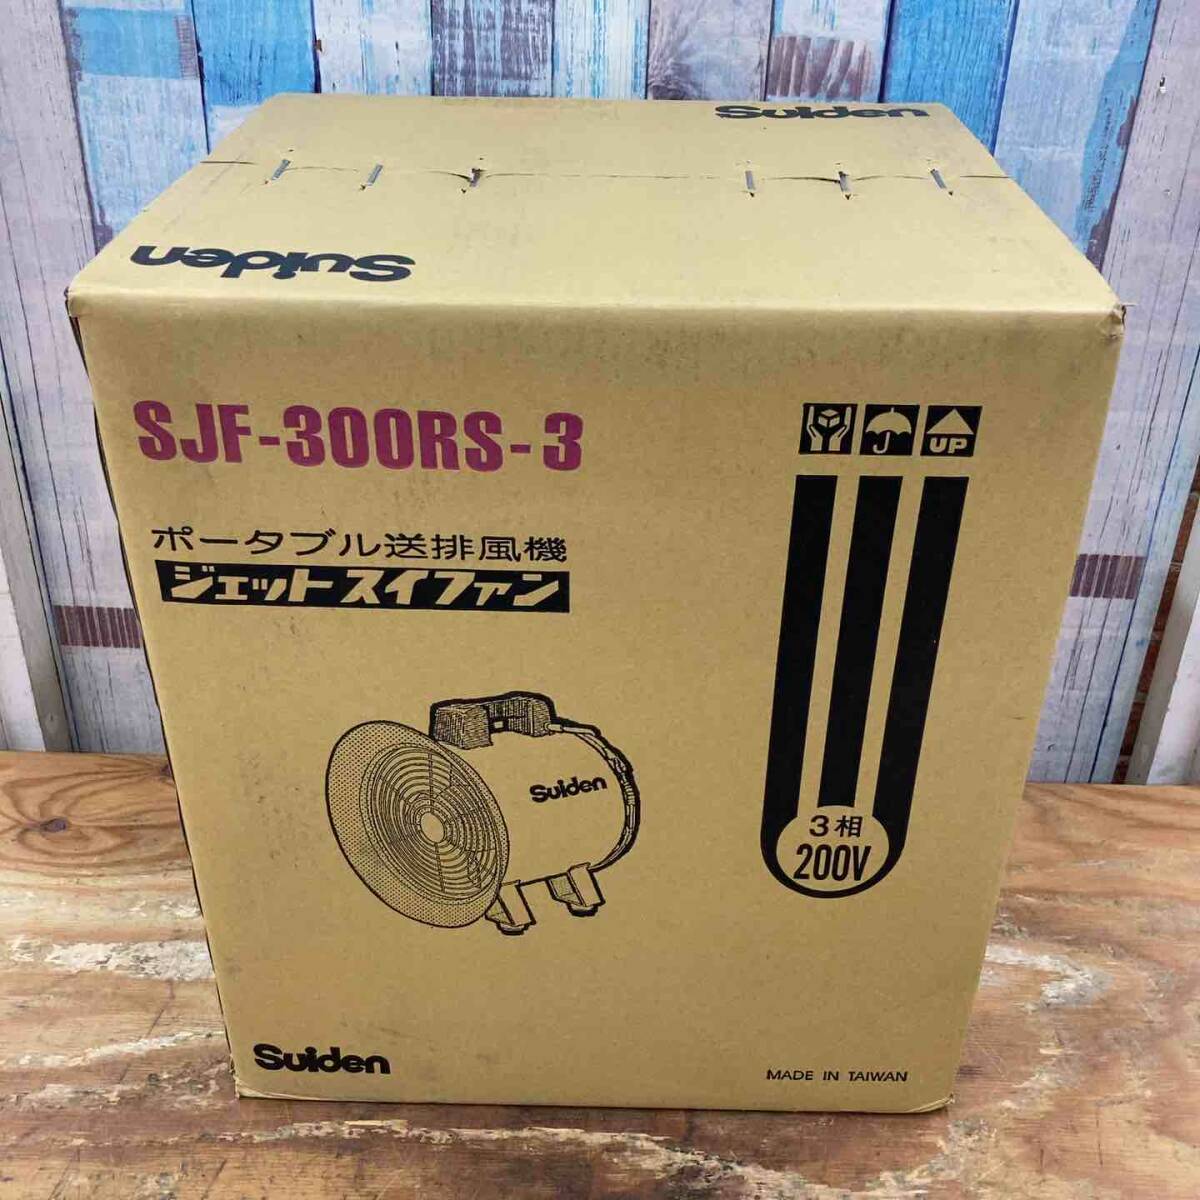 Suiden
Suiden
SJF-300RS-3
UP
ポータブル送排風機
ジェットスイファン
Suiden
3相
200V
Suiden
MADE IN TAIWAN